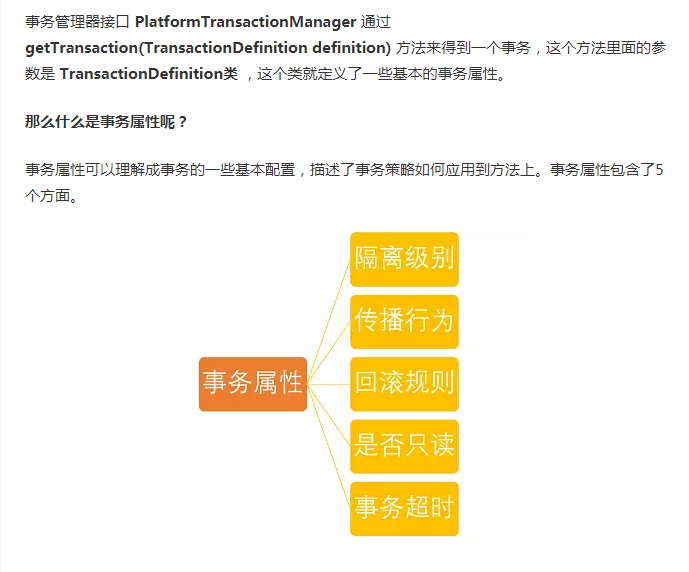 事务管理器接口 PlatformTransactionManager 通过
getTransaction(TransactionDefinition definition) 方法来得到一个事务，这个方法里面的参
数是 TransactionDefinition类 ，这个类就定义了一些基本的事务属性。
那么什么是事务属性呢？
事务属性可以理解成事务的一些基本配置，描述了事务策略如何应用到方法上。事务属性包含了5
个方面。
隔离级别
传播行为
事务属性
回滚规则
是否只读
事务超时